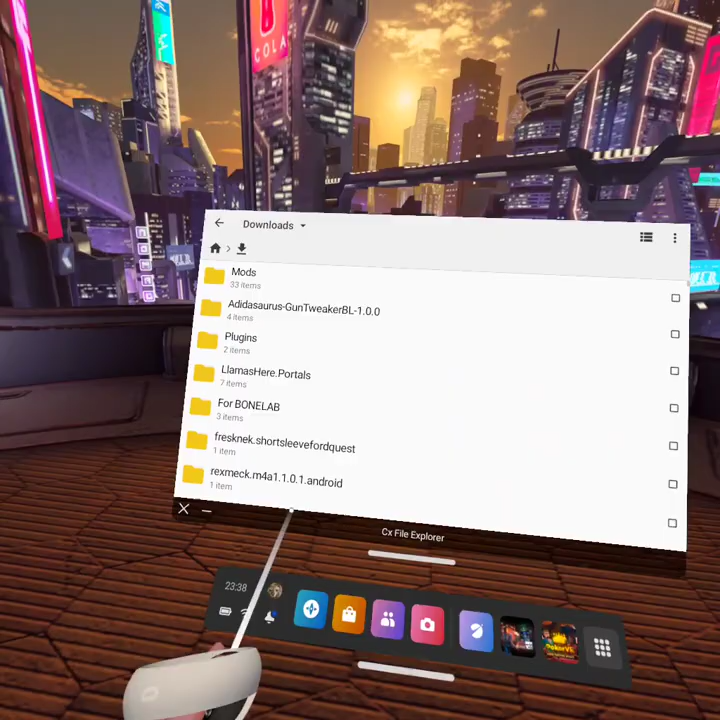 COLA
Downloads
Mods
33 items
Adidasaurus-GunTweakerBL-1.0.0
4 items
Plugins
2 items
LlamasHere.Portals
7 items
For BONELAB
3 items
fresknek.shortsleevefordquest
1 item
rexmeck.m4a1.1.0.1.android
1 item
Cx File Explorer
23:38